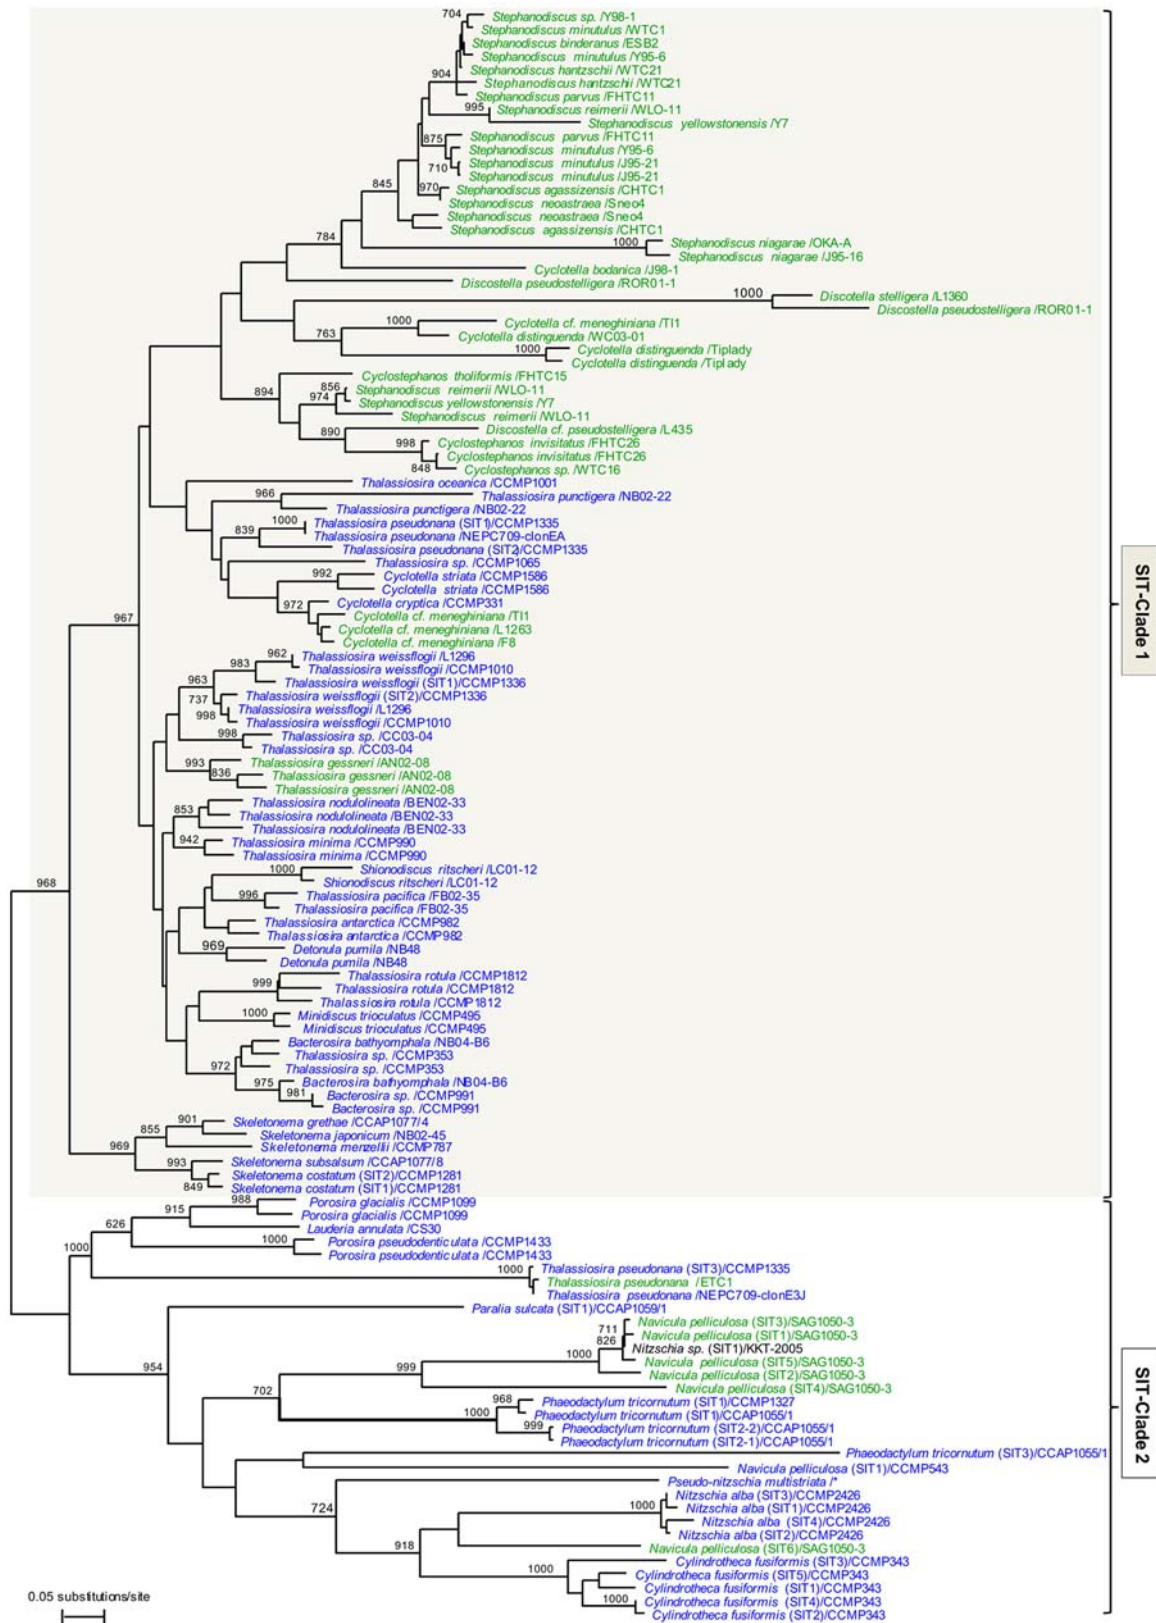 704
Stephanodiscus sp. /Y98-1
Stephanodiscus minutulus /WTC1
Stephanodiscus binderanus /ESB2
Stephanodiscus minutulus /Y95-6
Stephanodiscus hantzschii /WTC21
904
Stephanodiscus hantzschii /WTC21
Stephanodiscus parvus /FHTC11
995
Stephanodiscus reimerii /WLO-11
Stephanodiscus yellowstonensis /Y7
875
Stephanodiscus parvus /FHTC11
Stephanodiscus minutulus /Y95-6
710
Stephanodiscus minutulus /J95-21
Stephanodiscus minutulus /J95-21
845
970
Stephanodiscus agassizensis /CHTC1
Stephanodiscus neoastraea /Sneo4
Stephanodiscus neoastraea /Sneo4
Stephanodiscus agassizensis /CHTC1
784
1000
Stephanodiscus niagarae /OKA-A
Stephanodiscus niagarae /J95-16
Cyclotella bodanica /J98-1
Discostella pseudostelligera /ROR01-1
1000
Discotella stelligera /L1360
Discostella pseudostelligera /ROR01-1
763
1000
Cyclotella cf. meneghiniana /TI1
Cyclotella distinguenda /WC03-01
1000
Cyclotella distinguenda /Tiplady
Cyclotella distinguenda /Tiplady
894
Cyclostephanos tholiformis /FHTC15
856
974
Stephanodiscus reimerii /WLO-11
Stephanodiscus yellowstonensis /Y7
Stephanodiscus reimerii /WLO-11
890
Discostella cf. pseudostelligera /L435
998
Cyclostephanos invisitatus /FHTC26
Cyclostephanos invisitatus /FHTC26
848
Cyclostephanos sp. /WTC16
Thalassiosira oceanica /CCMP1001
966
Thalassiosira punctigera /NB02-22
Thalassiosira punctigera /NB02-22
1000
Thalassiosira pseudonana (SIT1)/CCMP1335
839
Thalassiosira pseudonana /NEPC709-clonEA
Thalassiosira pseudonana (SIT2)/CCMP1335
Thalassiosira sp. /CCMP1065
992
Cyclotella striata /CCMP1586
Cyclotella striata /CCMP1586
972
Cyclotella cryptica /CCMP331
Cyclotella cf. meneghiniana /TI1
Cyclotella cf. meneghiniana /L1263
Cyclotella cf. meneghiniana /F8
967
962
983
Thalassiosira weissflogii /L1296
Thalassiosira weissflogii /CCMP1010
963
Thalassiosira weissflogii (SIT1)/CCMP1336
737
Thalassiosira weissflogii (SIT2)/CCMP1336
998
Thalassiosira weissflogii /L1296
Thalassiosira weissflogii /CCMP1010
998
Thalassiosira sp. /CC03-04
Thalassiosira sp. /CC03-04
993
Thalassiosira gessneri /AN02-08
836
Thalassiosira gessneri /AN02-08
Thalassiosira gessneri /AN02-08
853
Thalassiosira nodulolineata /BEN02-33
Thalassiosira nodulolineata /BEN02-33
Thalassiosira nodulolineata /BEN02-33
942
Thalassiosira minima /CCMP990
Thalassiosira minima /CCMP990
968
1000
Shionodiscus ritscheri /LC01-12
Shionodiscus ritscheri /LC01-12
996
Thalassiosira pacifica /FB02-35
Thalassiosira pacifica /FB02-35
Thalassiosira antarctica /CCMP982
Thalassiosira antarctica /CCMP982
969
Detonula pumila /NB48
Detonula pumila /NB48
999
Thalassiosira rotula /CCMP1812
Thalassiosira rotula /CCMP1812
Thalassiosira rotula /CCMP1812
1000
Minidiscus trioculatus /CCMP495
Minidiscus trioculatus /CCMP495
972
Bacterosira bathyomphala /NB04-B6
Thalassiosira sp. /CCMP353
Thalassiosira sp. /CCMP353
975
Bacterosira bathyomphala /NB04-B6
981
Bacterosira sp. /CCMP991
Bacterosira sp. /CCMP991
969
855
901
Skeletonema grethae /CCAP1077/4
Skeletonema japonicum /NB02-45
Skeletonema menzellii /CCMP787
993
Skeletonema subsalsum /CCAP1077/8
Skeletonema costatum (SIT2)/CCMP1281
849
Skeletonema costatum (SIT1)/CCMP1281
SIT-Clade 1
988
Porosira glacialis /CCMP1099
915
Porosira glacialis /CCMP1099
626
Lauderia annulata /CS30
1000
1000
Porosira pseudodenticulata /CCMP1433
Porosira pseudodenticulata /CCMP1433
1000
Thalassiosira pseudonana (SIT3)/CCMP1335
Thalassiosira pseudonana /ETC1
Thalassiosira pseudonana /NEPC709-clonE3J
Paralia sulcata (SIT1)/CCAP1059/1
954
711
Navicula pelliculosa (SIT3)/SAG1050-3
826
Navicula pelliculosa (SIT1)/SAG1050-3
Nitzschia sp. (SIT1)/KKT-2005
1000
Navicula pelliculosa (SIT5)/SAG1050-3
999
Navicula pelliculosa (SIT2)/SAG1050-3
Navicula pelliculosa (SIT4)/SAG1050-3
702
968
Phaeodactylum tricornutum (SIT1)/CCMP1327
1000
Phaeodactylum tricornutum (SIT1)/CCAP1055/1
999
Phaeodactylum tricornutum (SIT2-2)/CCAP1055/1
Phaeodactylum tricornutum (SIT2-1)/CCAP1055/1
Phaeodactylum tricornutum (SIT3)/CCAP1055/1
Navicula pelliculosa (SIT1)/CCMP543
724
Pseudo-nitzschia multistriata /*
1000
Nitzschia alba (SIT3)/CCMP2426
Nitzschia alba (SIT1)/CCMP2426
Nitzschia alba (SIT4)/CCMP2426
Nitzschia alba (SIT2)/CCMP2426
918
Navicula pelliculosa (SIT6)/SAG1050-3
1000
Cylindrotheca fusiformis (SIT3)/CCMP343
Cylindrotheca fusiformis (SIT5)/CCMP343
Cylindrotheca fusiformis (SIT1)/CCMP343
1000
Cylindrotheca fusiformis (SIT4)/CCMP343
Cylindrotheca fusiformis (SIT2)/CCMP343
SIT-Clade 2
0.05 substitutions/site